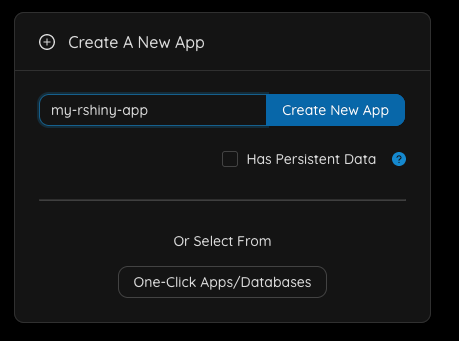 Create A New App
my-rshiny-app
Create New App
Has Persistent Data ?
Or Select From
One-Click Apps/Databases